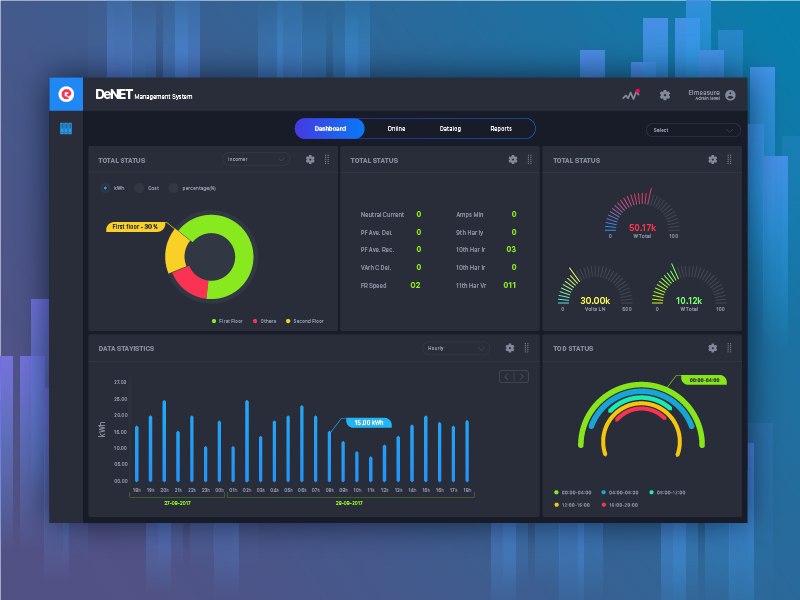 DeNET Management System
Elmeasure
Admin level
Dashboard
Online
Datalog
Reports
Select
TOTAL STATUS
Incomer
kWh
Cost
percentage(%)
First floor - 30 %
First Floor
Others
Second Floor
TOTAL STATUS
Neutral Current 0
PF Ave. Del. 0
PF Ave. Rec. 0
VArh C Del. 0
FR Speed 02
Amps Min 0
9th Har Iy 0
10th Har Ir 03
10th Har Ir 0
11th Har Vr 011
TOTAL STATUS
50.17k
0 WTotal 100
30.00k
0 Volts LN 500
10.12k
0 WTotal 100
DATA STAYISTICS
Hourly
kWh
27.03
25.00
20.00
15.00
10.00
05.00
00.00
15.00 kWh
18h 19h 20h 21h 22h 23h 00h 01h 02h 03h 04h 05h 06h 07h 08h 09h 10h 11h 12h 13h 14h 15h 16h 17h 18h
27-09-2017
28-09-2017
TOD STATUS
00:00-04:00
00:00-04:00
04:00-08:00
08:00-12:00
12:00-16:00
16:00-20:00